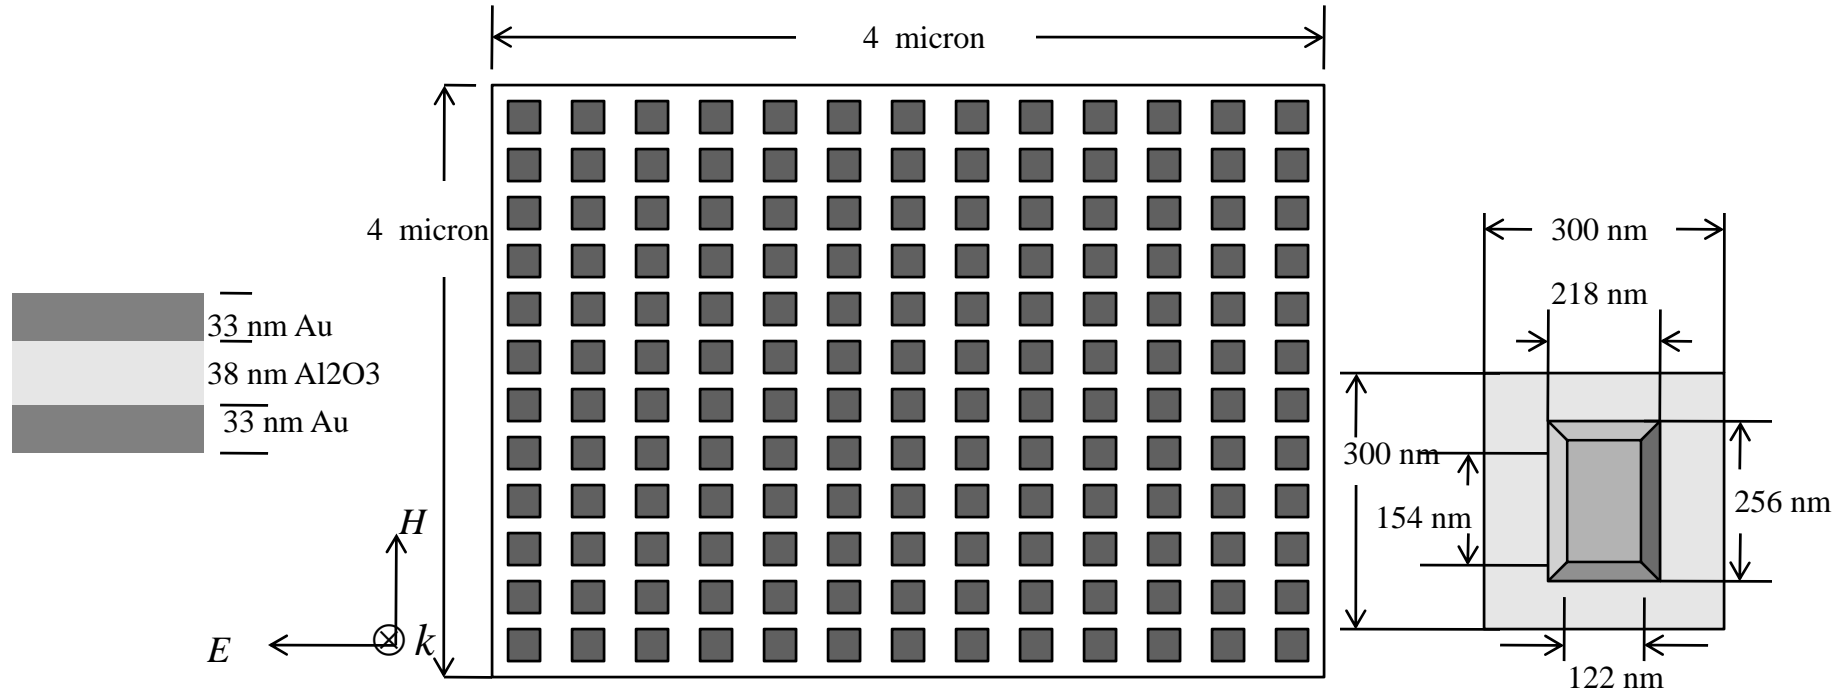 4 micron
4 micron
33 nm Au
38 nm Al2O3
33 nm Au
H
E
k
300 nm
218 nm
300 nm
154 nm
256 nm
122 nm